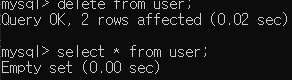 mysql> delete from user;
Query OK, 2 rows affected (0.02 sec)
mysql> select * from user;
Empty set (0.00 sec)